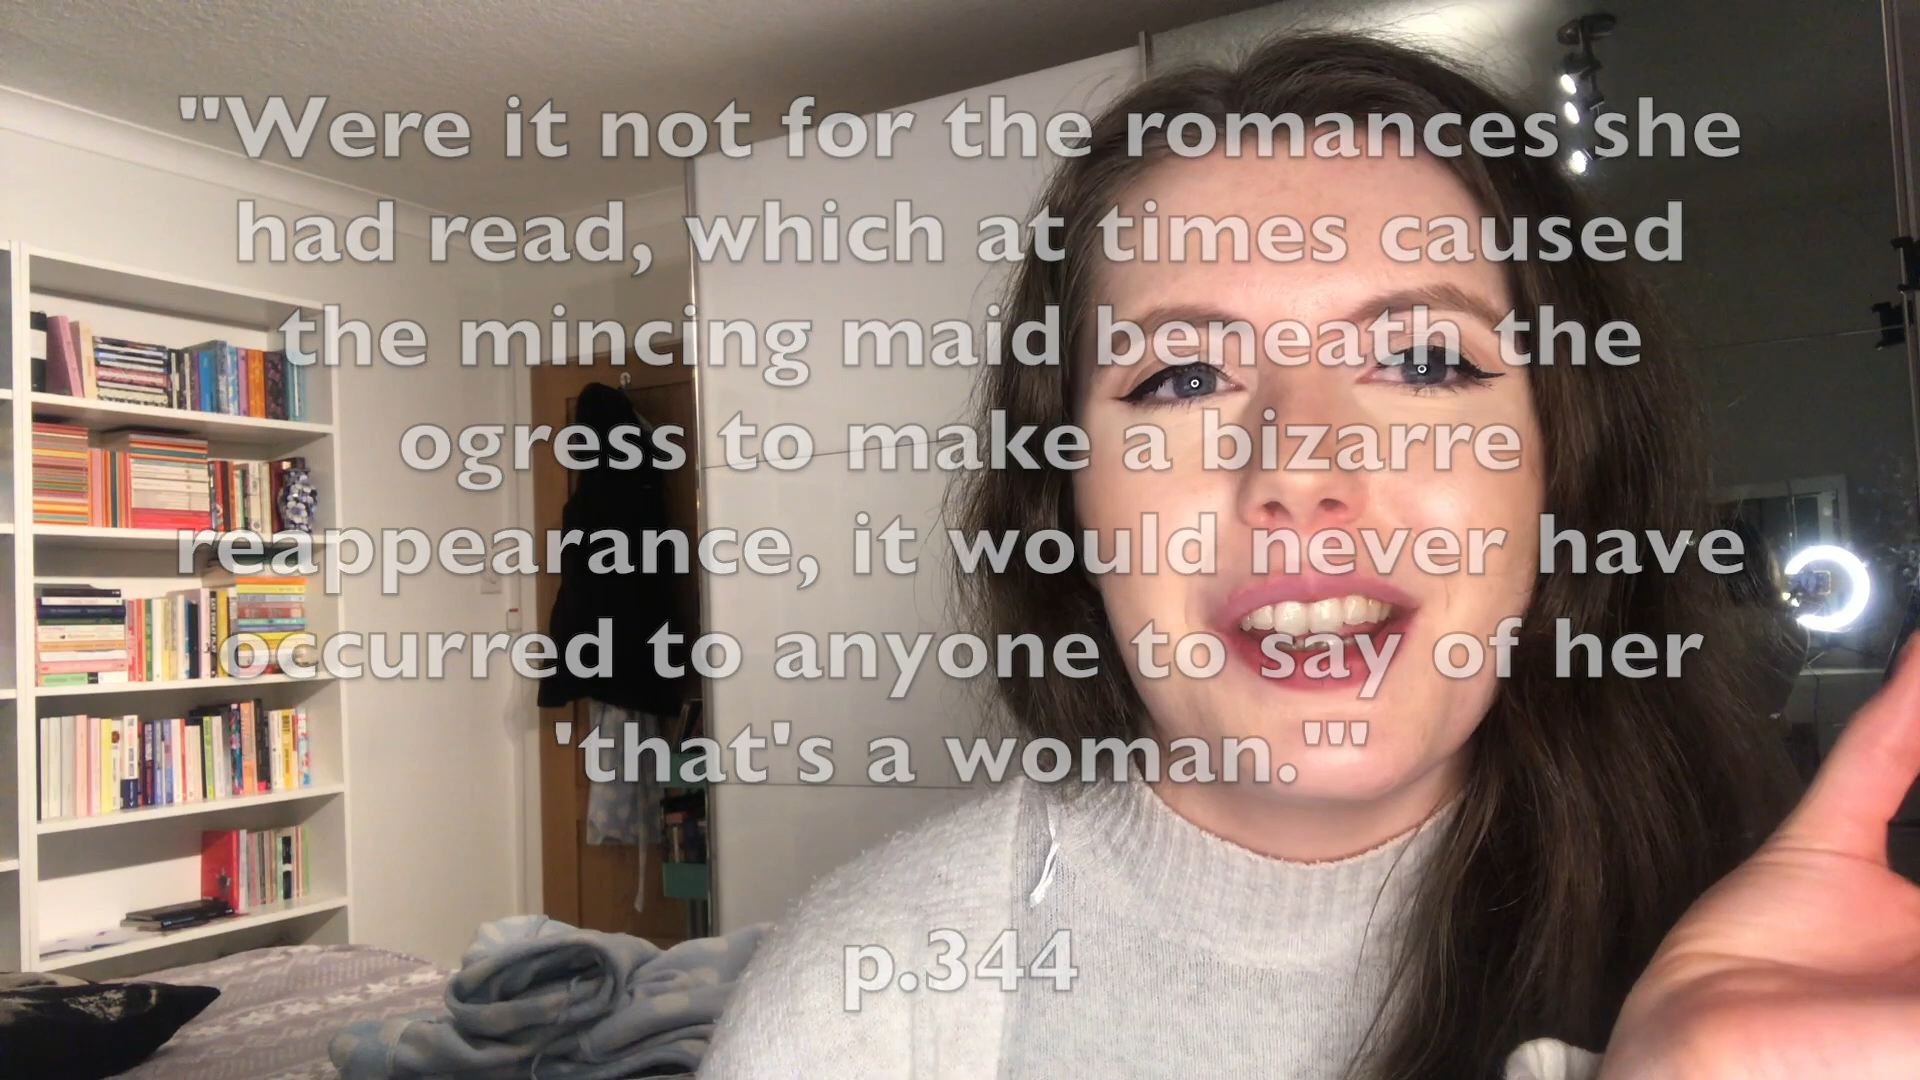 "Were it not for the romances she
had read, which at times caused
the mincing maid beneath the
ogress to make a bizarre
reappearance, it would never have
occurred to anyone to say of her
'that's a woman.'"
p.344